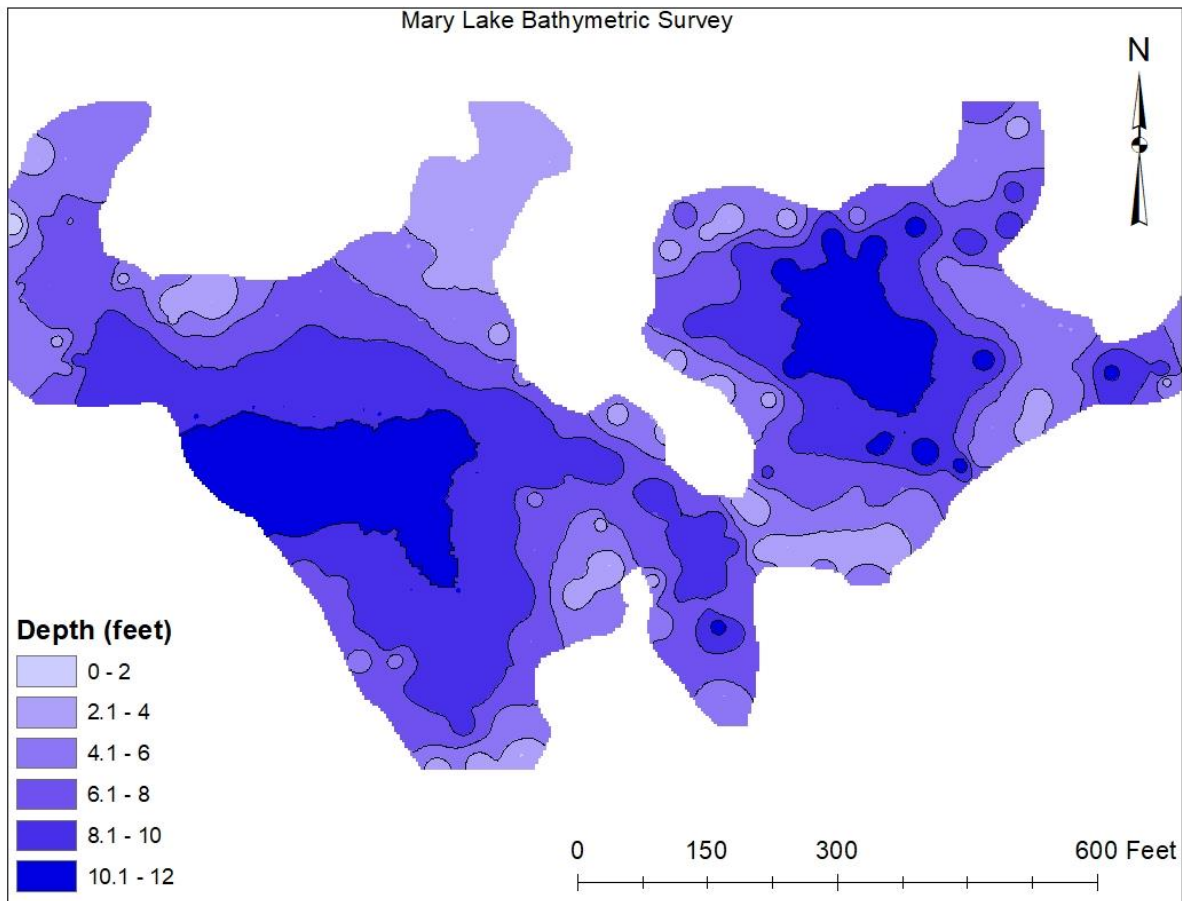 Mary Lake Bathymetric Survey
N
Depth (feet)
0 - 2
2.1 - 4
4.1 - 6
6.1 - 8
8.1 - 10
10.1 - 12
0 150 300 600 Feet